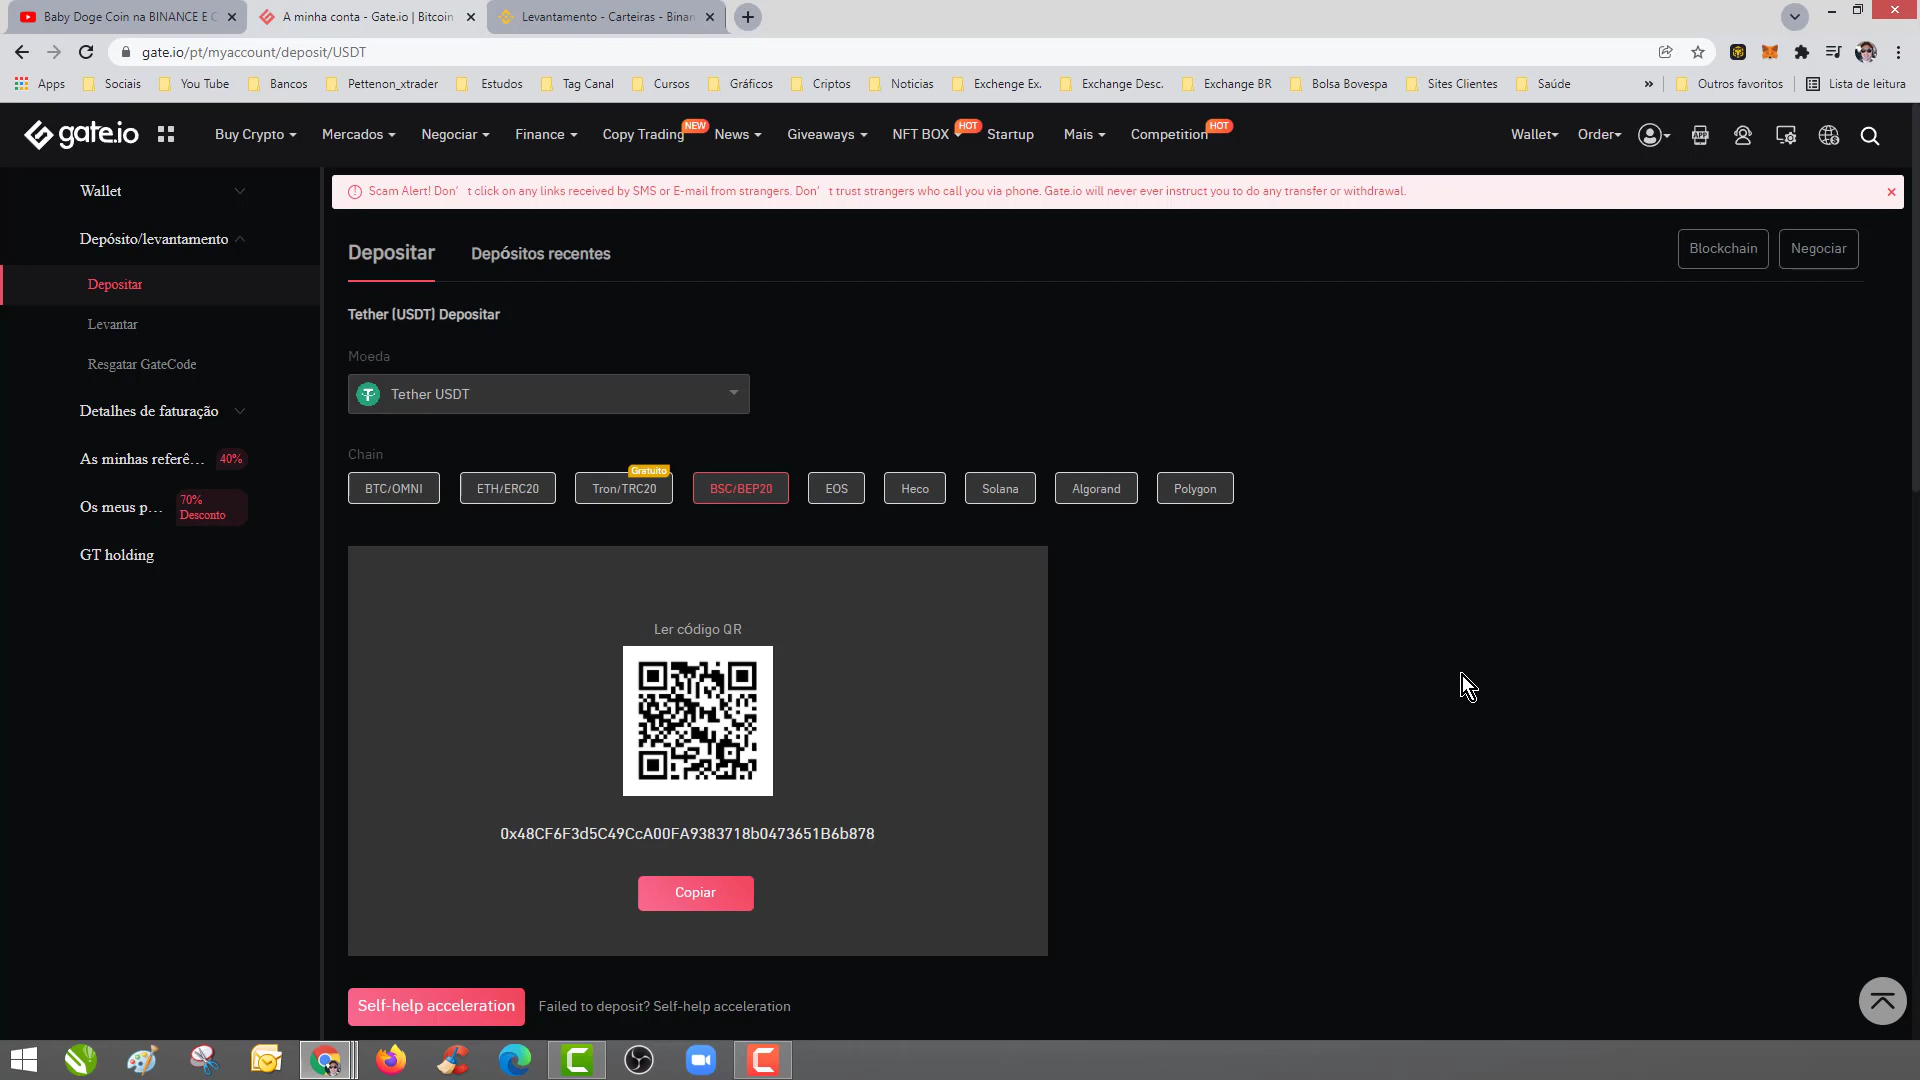 Baby Doge Coin na BINANCE E C
A minha conta - Gate.io | Bitcoin
Levantamento - Carteiras - Binan
gate.io/pt/myaccount/deposit/USDT
Apps Sociais You Tube Bancos Pettenon_xtrader Estudos Tag Canal Cursos Gráficos Criptos Noticias Exchenge Ex. Exchange Desc. Exchange BR Bolsa Bovespa Sites Clientes Saúde » Outros favoritos Lista de leitura
gate.io Buy Crypto Mercados Negociar Finance Copy Trading NEW News Giveaways NFT BOX HOT Startup Mais Competition HOT Wallet Order APP
Scam Alert! Don’ t click on any links received by SMS or E-mail from strangers. Don’ t trust strangers who call you via phone. Gate.io will never ever instruct you to do any transfer or withdrawal.
Wallet
Depósito/levantamento
Depositar
Levantar
Resgatar GateCode
Detalhes de faturação
As minhas referê... 40%
Os meus p... 70% Desconto
GT holding
Depositar Depósitos recentes Blockchain Negociar
Tether (USDT) Depositar
Moeda
Tether USDT
Chain
Gratuito
BTC/OMNI ETH/ERC20 Tron/TRC20 BSC/BEP20 EOS Heco Solana Algorand Polygon
Ler código QR
0x48CF6F3d5C49CcA00FA9383718b0473651B6b878
Copiar
Self-help acceleration Failed to deposit? Self-help acceleration